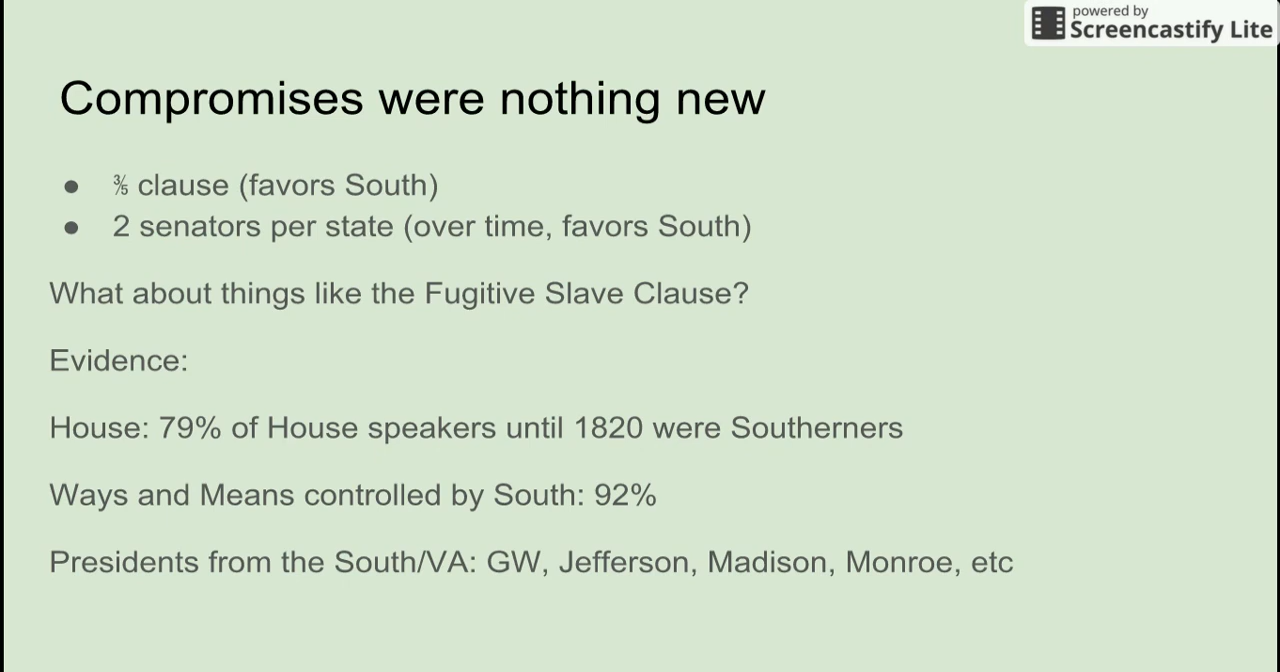 powered by
Screencastify Lite
Compromises were nothing new
● ⅗ clause (favors South)
● 2 senators per state (over time, favors South)
What about things like the Fugitive Slave Clause?
Evidence:
House: 79% of House speakers until 1820 were Southerners
Ways and Means controlled by South: 92%
Presidents from the South/VA: GW, Jefferson, Madison, Monroe, etc